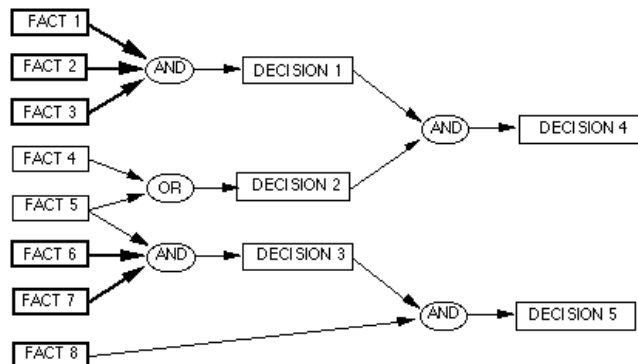 FACT 1
FACT 2
AND
DECISION 1
FACT 3
AND
DECISION 4
FACT 4
OR
DECISION 2
FACT 5
FACT 6
AND
DECISION 3
FACT 7
AND
DECISION 5
FACT 8